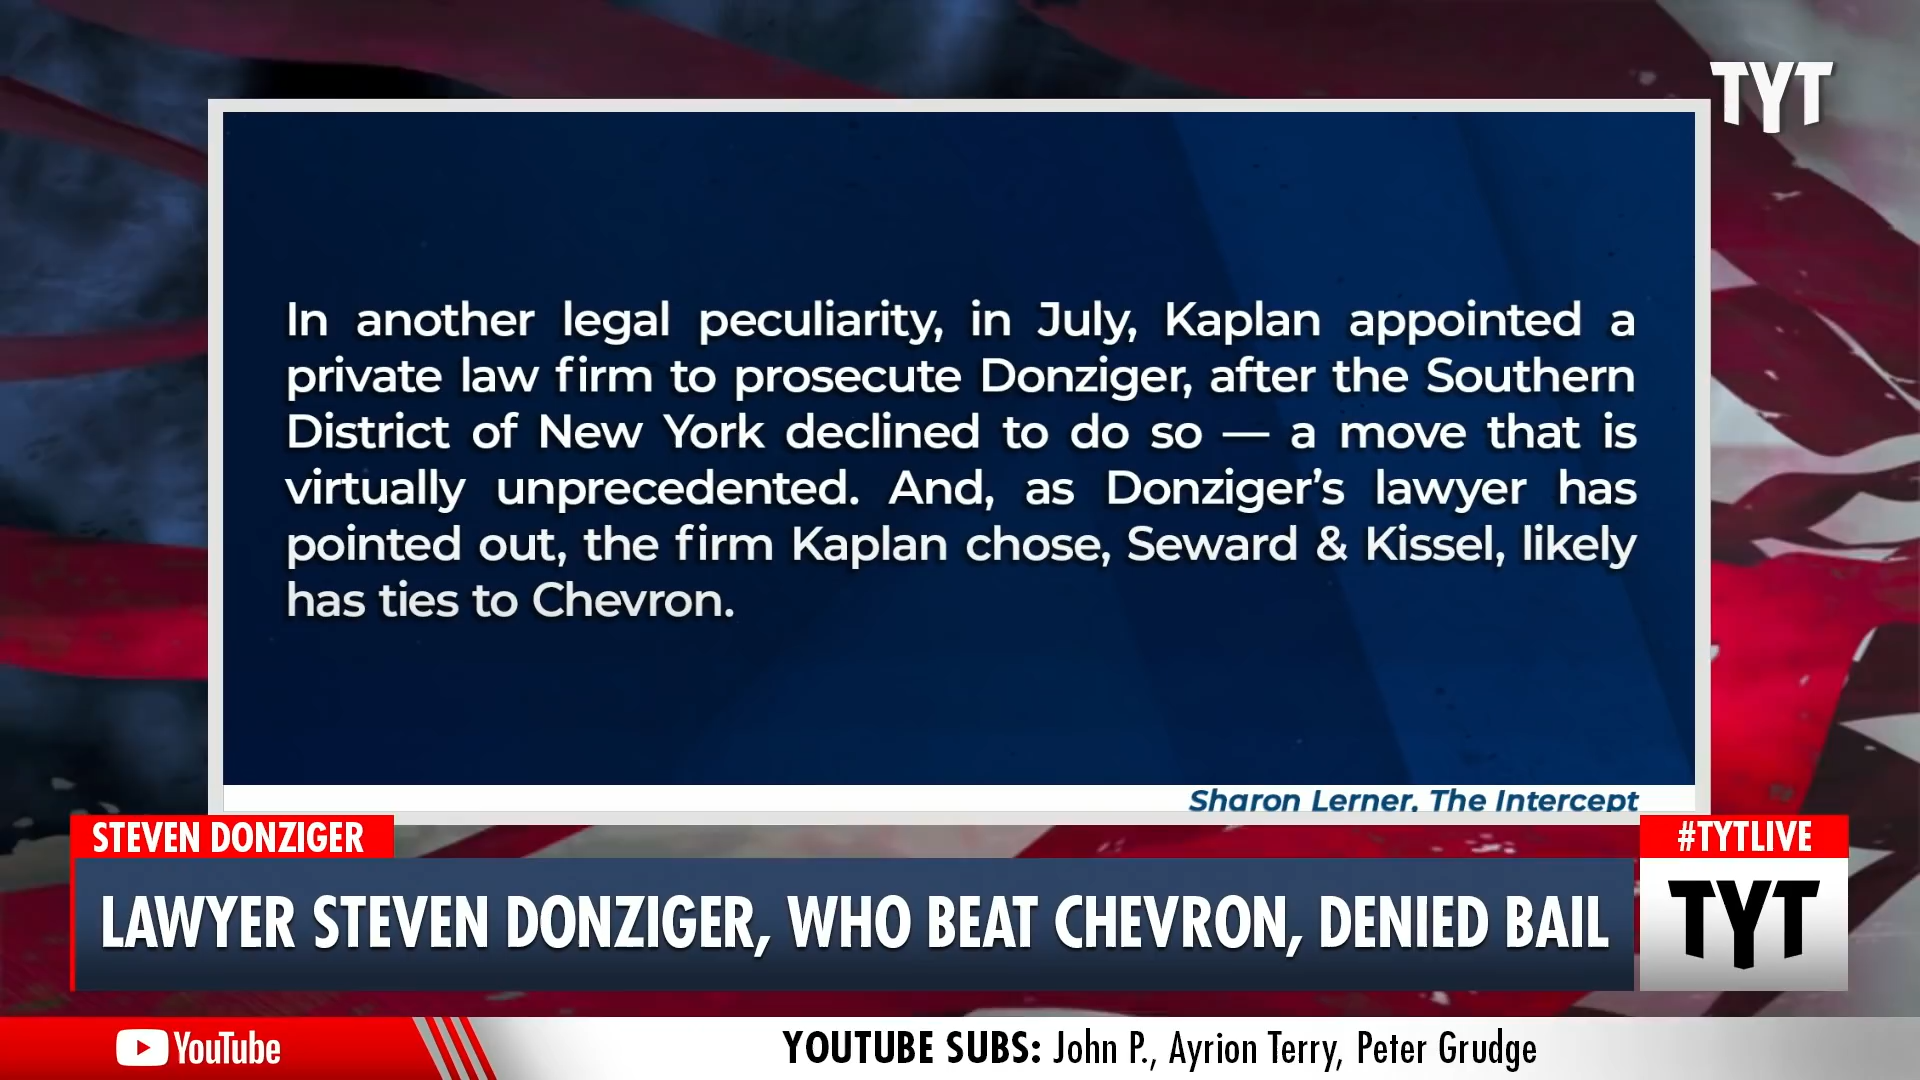 TYT
In another legal peculiarity, in July, Kaplan appointed a
private law firm to prosecute Donziger, after the Southern
District of New York declined to do so — a move that is
virtually unprecedented. And, as Donziger’s lawyer has
pointed out, the firm Kaplan chose, Seward & Kissel, likely
has ties to Chevron.
Sharon Lerner, The Intercept
STEVEN DONZIGER
#TYTLIVE
LAWYER STEVEN DONZIGER, WHO BEAT CHEVRON, DENIED BAIL
TYT
YouTube
YOUTUBE SUBS: John P., Ayrion Terry, Peter Grudge